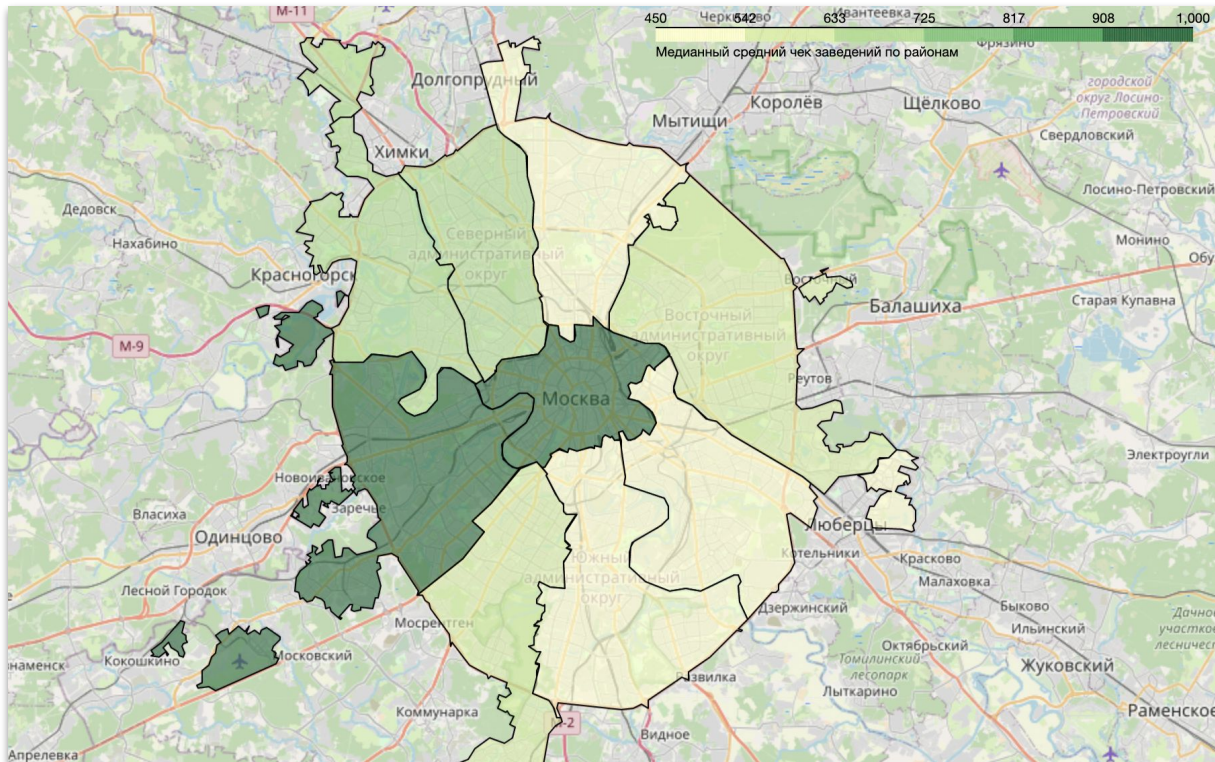 М-11
450 542 633 725 817 908 1,000
Медианный средний чек заведений по районам
Ивантеевка
Фрязино
Долгопрудный
Королёв
Щёлково
городской
округ Лосино-
Петровский
Мытищи
Свердловский
Химки
Лосино-Петровский
Дедовск
Нахабино
Северный
административный
округ
Монино
Красногорск
Восточный
Балашиха
Старая Купавна
М-9
Восточный
административный
округ
Реутов
Москва
Электроугли
Новоивановское
Заречье
Власиха
Одинцово
Люберцы
Котельники
Красково
Малаховка
Южный
административный
округ
Лесной Городок
Дзержинский
Быково
Мосрентген
Ильинский
Октябрьский
Кокошкино
Московский
Томилинский
лесопарк
Жуковский
Лыткарино
Коммунарка
Раменское
Видное
Апрелевка